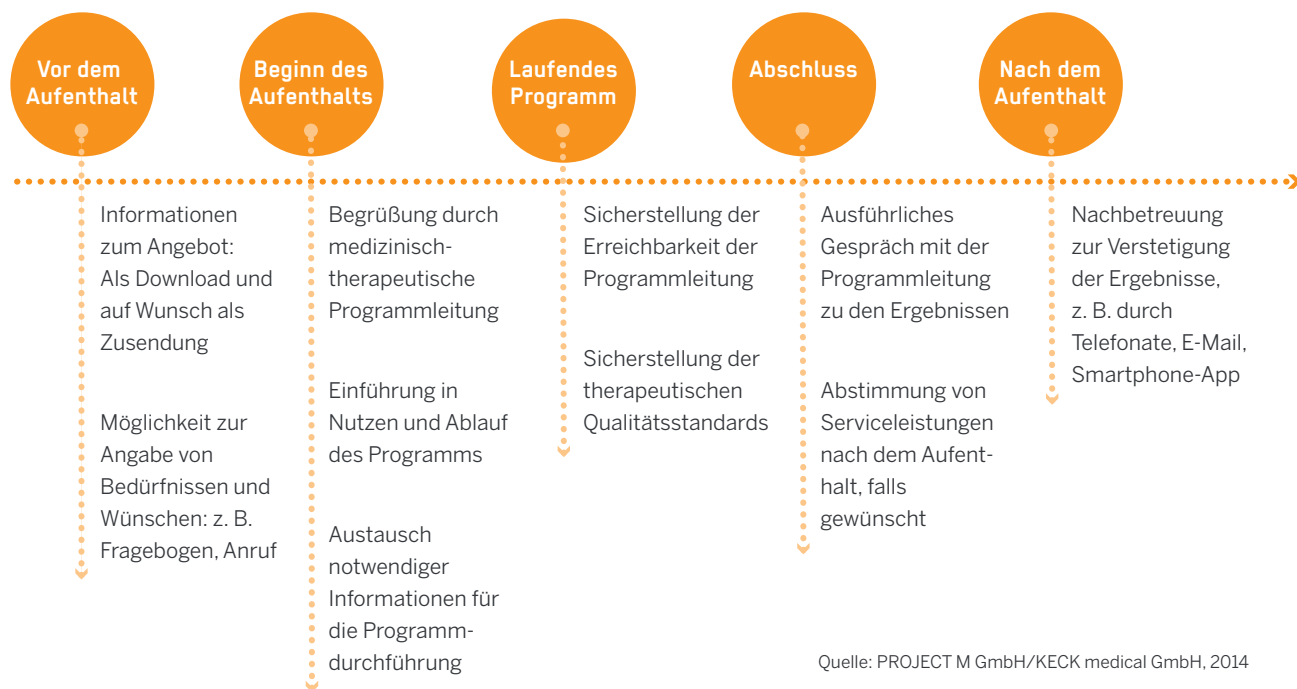 Vor dem
Aufenthalt
Beginn des
Aufenthalts
Laufendes
Programm
Abschluss
Nach dem
Aufenthalt
Informationen
zum Angebot:
Als Download und
auf Wunsch als
Zusendung
Möglichkeit zur
Angabe von
Bedürfnissen und
Wünschen: z. B.
Fragebogen, Anruf
Begrüßung durch
medizinisch-
therapeutische
Programmleitung
Einführung in
Nutzen und Ablauf
des Programms
Austausch
notwendiger
Informationen für
die Programm-
durchführung
Sicherstellung der
Erreichbarkeit der
Programmleitung
Sicherstellung der
therapeutischen
Qualitätsstandards
Ausführliches
Gespräch mit der
Programmleitung
zu den Ergebnissen
Abstimmung von
Serviceleistungen
nach dem Aufent-
halt, falls
gewünscht
Nachbetreuung
zur Verstetigung
der Ergebnisse,
z. B. durch
Telefonate, E-Mail,
Smartphone-App
Quelle: PROJECT M GmbH/KECK medical GmbH, 2014